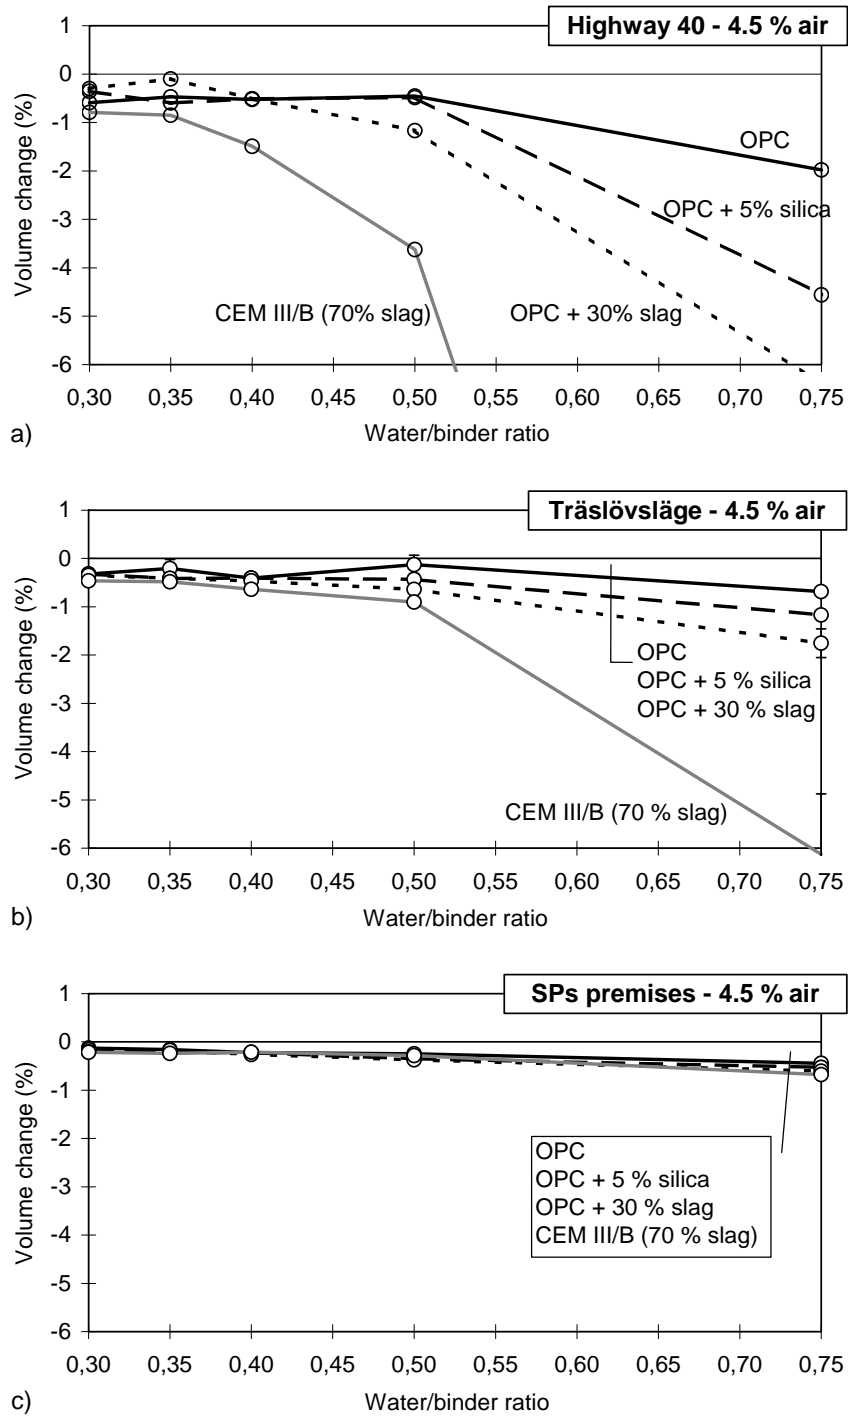 Highway 40 - 4.5 % air
Volume change (%)
1
0
-1
-2
-3
-4
-5
-6
OPC
OPC + 5% silica
CEM III/B (70% slag)
OPC + 30% slag
0,30 0,35 0,40 0,45 0,50 0,55 0,60 0,65 0,70 0,75
Water/binder ratio
a)
Träslövsläge - 4.5 % air
Volume change (%)
1
0
-1
-2
-3
-4
-5
-6
OPC
OPC + 5 % silica
OPC + 30 % slag
CEM III/B (70 % slag)
0,30 0,35 0,40 0,45 0,50 0,55 0,60 0,65 0,70 0,75
Water/binder ratio
b)
SPs premises - 4.5 % air
Volume change (%)
1
0
-1
-2
-3
-4
-5
-6
OPC
OPC + 5 % silica
OPC + 30 % slag
CEM III/B (70 % slag)
0,30 0,35 0,40 0,45 0,50 0,55 0,60 0,65 0,70 0,75
Water/binder ratio
c)